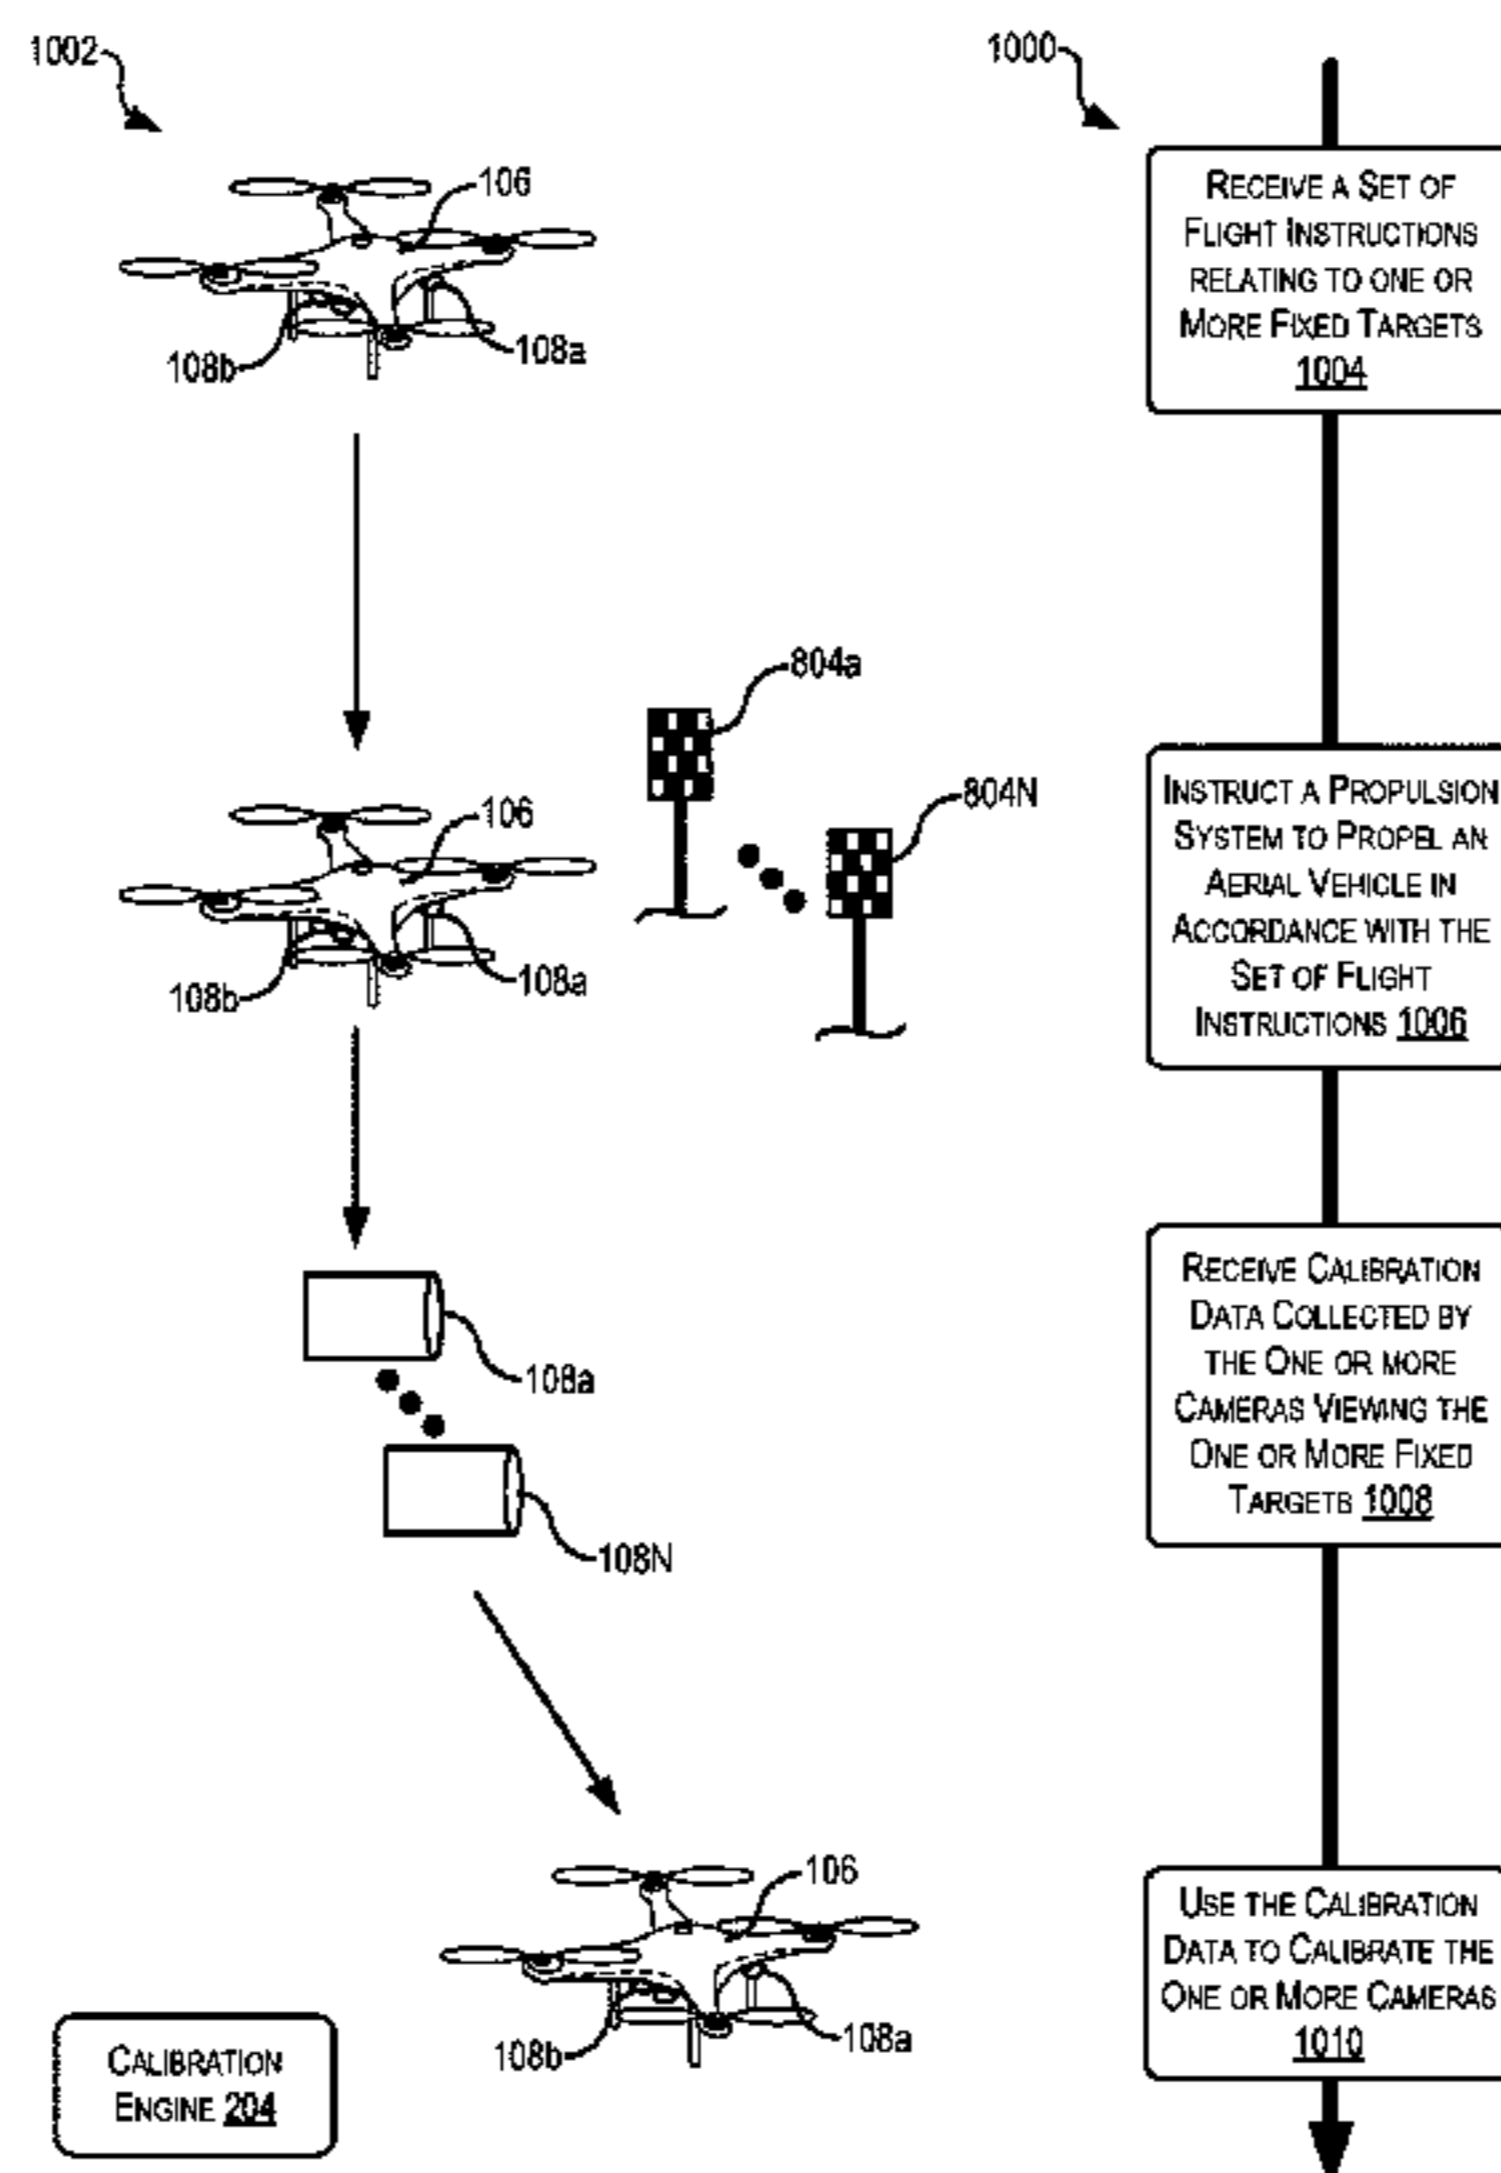 1002
1000
106
108b
108a
RECEIVE A SET OF
FLIGHT INSTRUCTIONS
RELATING TO ONE OR
MORE FIXED TARGETS
1004
804a
804N
106
108b
108a
INSTRUCT A PROPULSION
SYSTEM TO PROPEL AN
AERIAL VEHICLE IN
ACCORDANCE WITH THE
SET OF FLIGHT
INSTRUCTIONS 1006
108a
108N
RECEIVE CALIBRATION
DATA COLLECTED BY
THE ONE OR MORE
CAMERAS VIEWING THE
ONE OR MORE FIXED
TARGETS 1008
106
108b
108a
CALIBRATION
ENGINE 204
USE THE CALIBRATION
DATA TO CALIBRATE THE
ONE OR MORE CAMERAS
1010